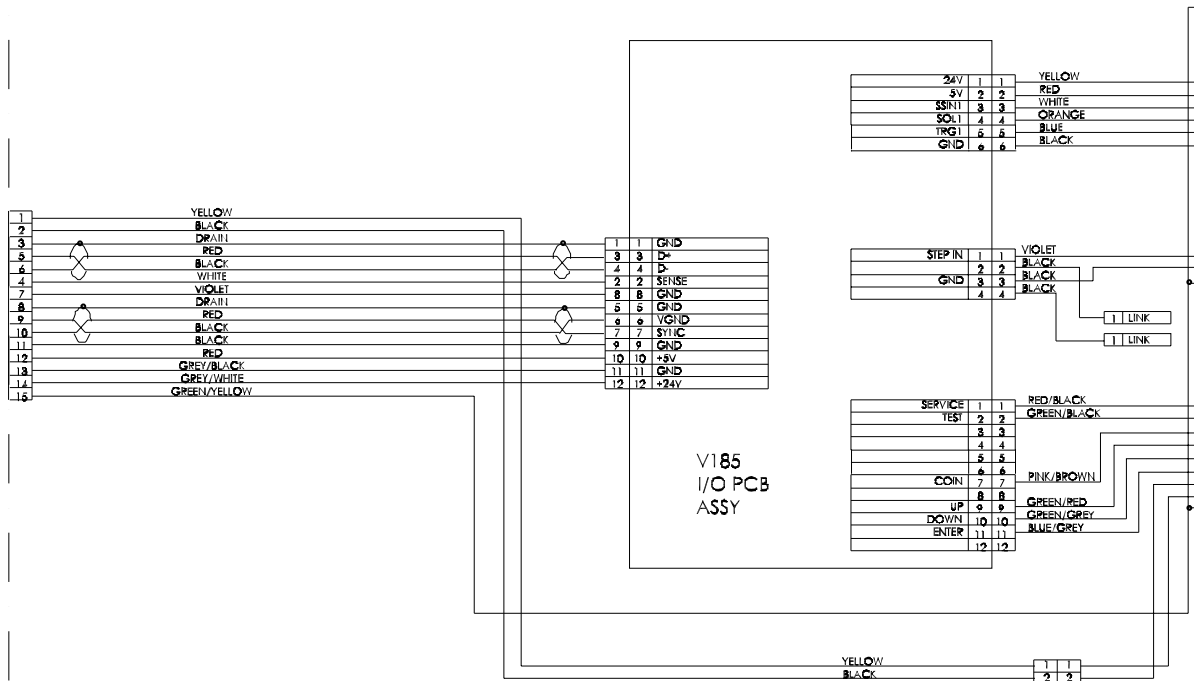 24V 1 1 YELLOW
5V 2 2 RED
SSIN1 3 3 WHITE
SOL1 4 4 ORANGE
TRG1 5 5 BLUE
GND 6 6 BLACK
1 YELLOW
2 BLACK
3 DRAIN
5 RED
6 BLACK
4 WHITE
7 VIOLET
8 DRAIN
9 RED
10 BLACK
11 BLACK
12 RED
13 GREY/BLACK
14 GREY/WHITE
15 GREEN/YELLOW
1 1 GND
3 3 D+
4 4 D-
2 2 SENSE
8 8 GND
5 5 GND
6 6 VGND
7 7 SYNC
9 9 GND
10 10 +5V
11 11 GND
12 12 +24V
STEP IN 1 1 VIOLET
2 2 BLACK
GND 3 3 BLACK
4 4 BLACK
1 LINK
1 LINK
SERVICE 1 1 RED/BLACK
TEST 2 2 GREEN/BLACK
3 3
4 4
5 5
6 6
COIN 7 7 PINK/BROWN
8 8
UP 9 9 GREEN/RED
DOWN 10 10 GREEN/GREY
ENTER 11 11 BLUE/GREY
12 12
V185
I/O PCB
ASSY
YELLOW 1 1
BLACK 2 2